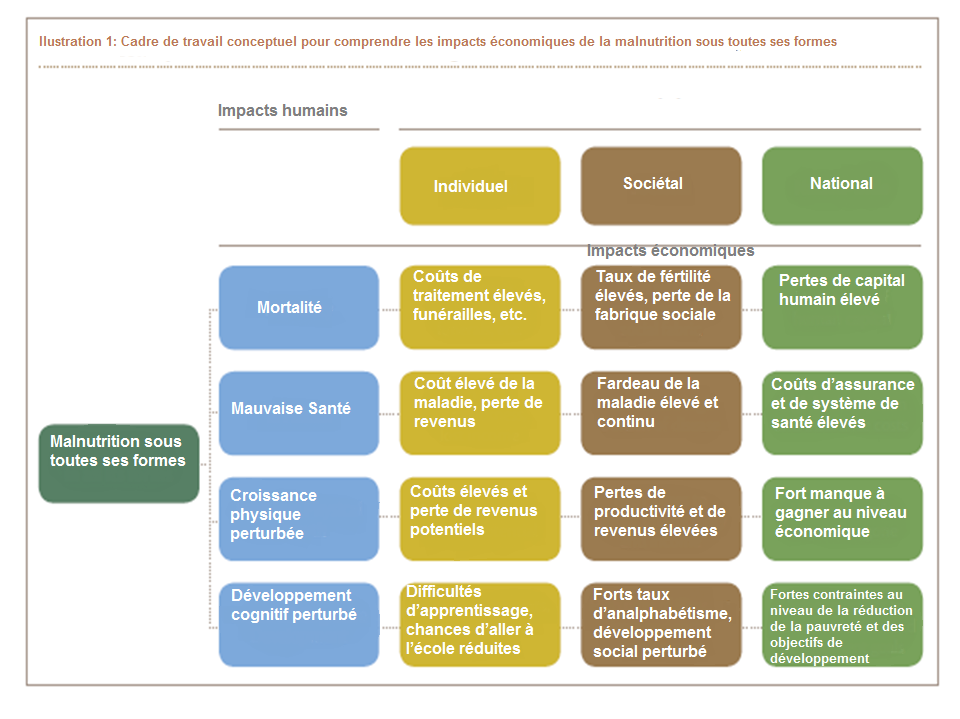 Ilustration 1: Cadre de travail conceptuel pour comprendre les impacts économiques de la malnutrition sous toutes ses formes
Impacts humains
Individuel
Sociétal
National
Impacts économiques
Malnutrition sous
toutes ses formes
Mortalité
Coûts de
traitement élevés,
funérailles, etc.
Taux de fértilité
élevés, perte de la
fabrique sociale
Pertes de capital
humain élevé
Mauvaise Santé
Coût élevé de la
maladie, perte de
revenus
Fardeau de la
maladie élevé et
continu
Coûts d'assurance
et de système de
santé élevés
Croissance
physique
perturbée
Coûts élevés et
perte de revenus
potentiels
Pertes de
productivité et de
revenus élevées
Fort manque à
gagner au niveau
économique
Développement
cognitif perturbé
Difficultés
d'apprentissage,
chances d'aller à
l'école réduites
Forts taux
d'analphabétisme,
développement
social perturbé
Fortes contraintes au
niveau de la réduction
de la pauvreté et des
objectifs de
développement